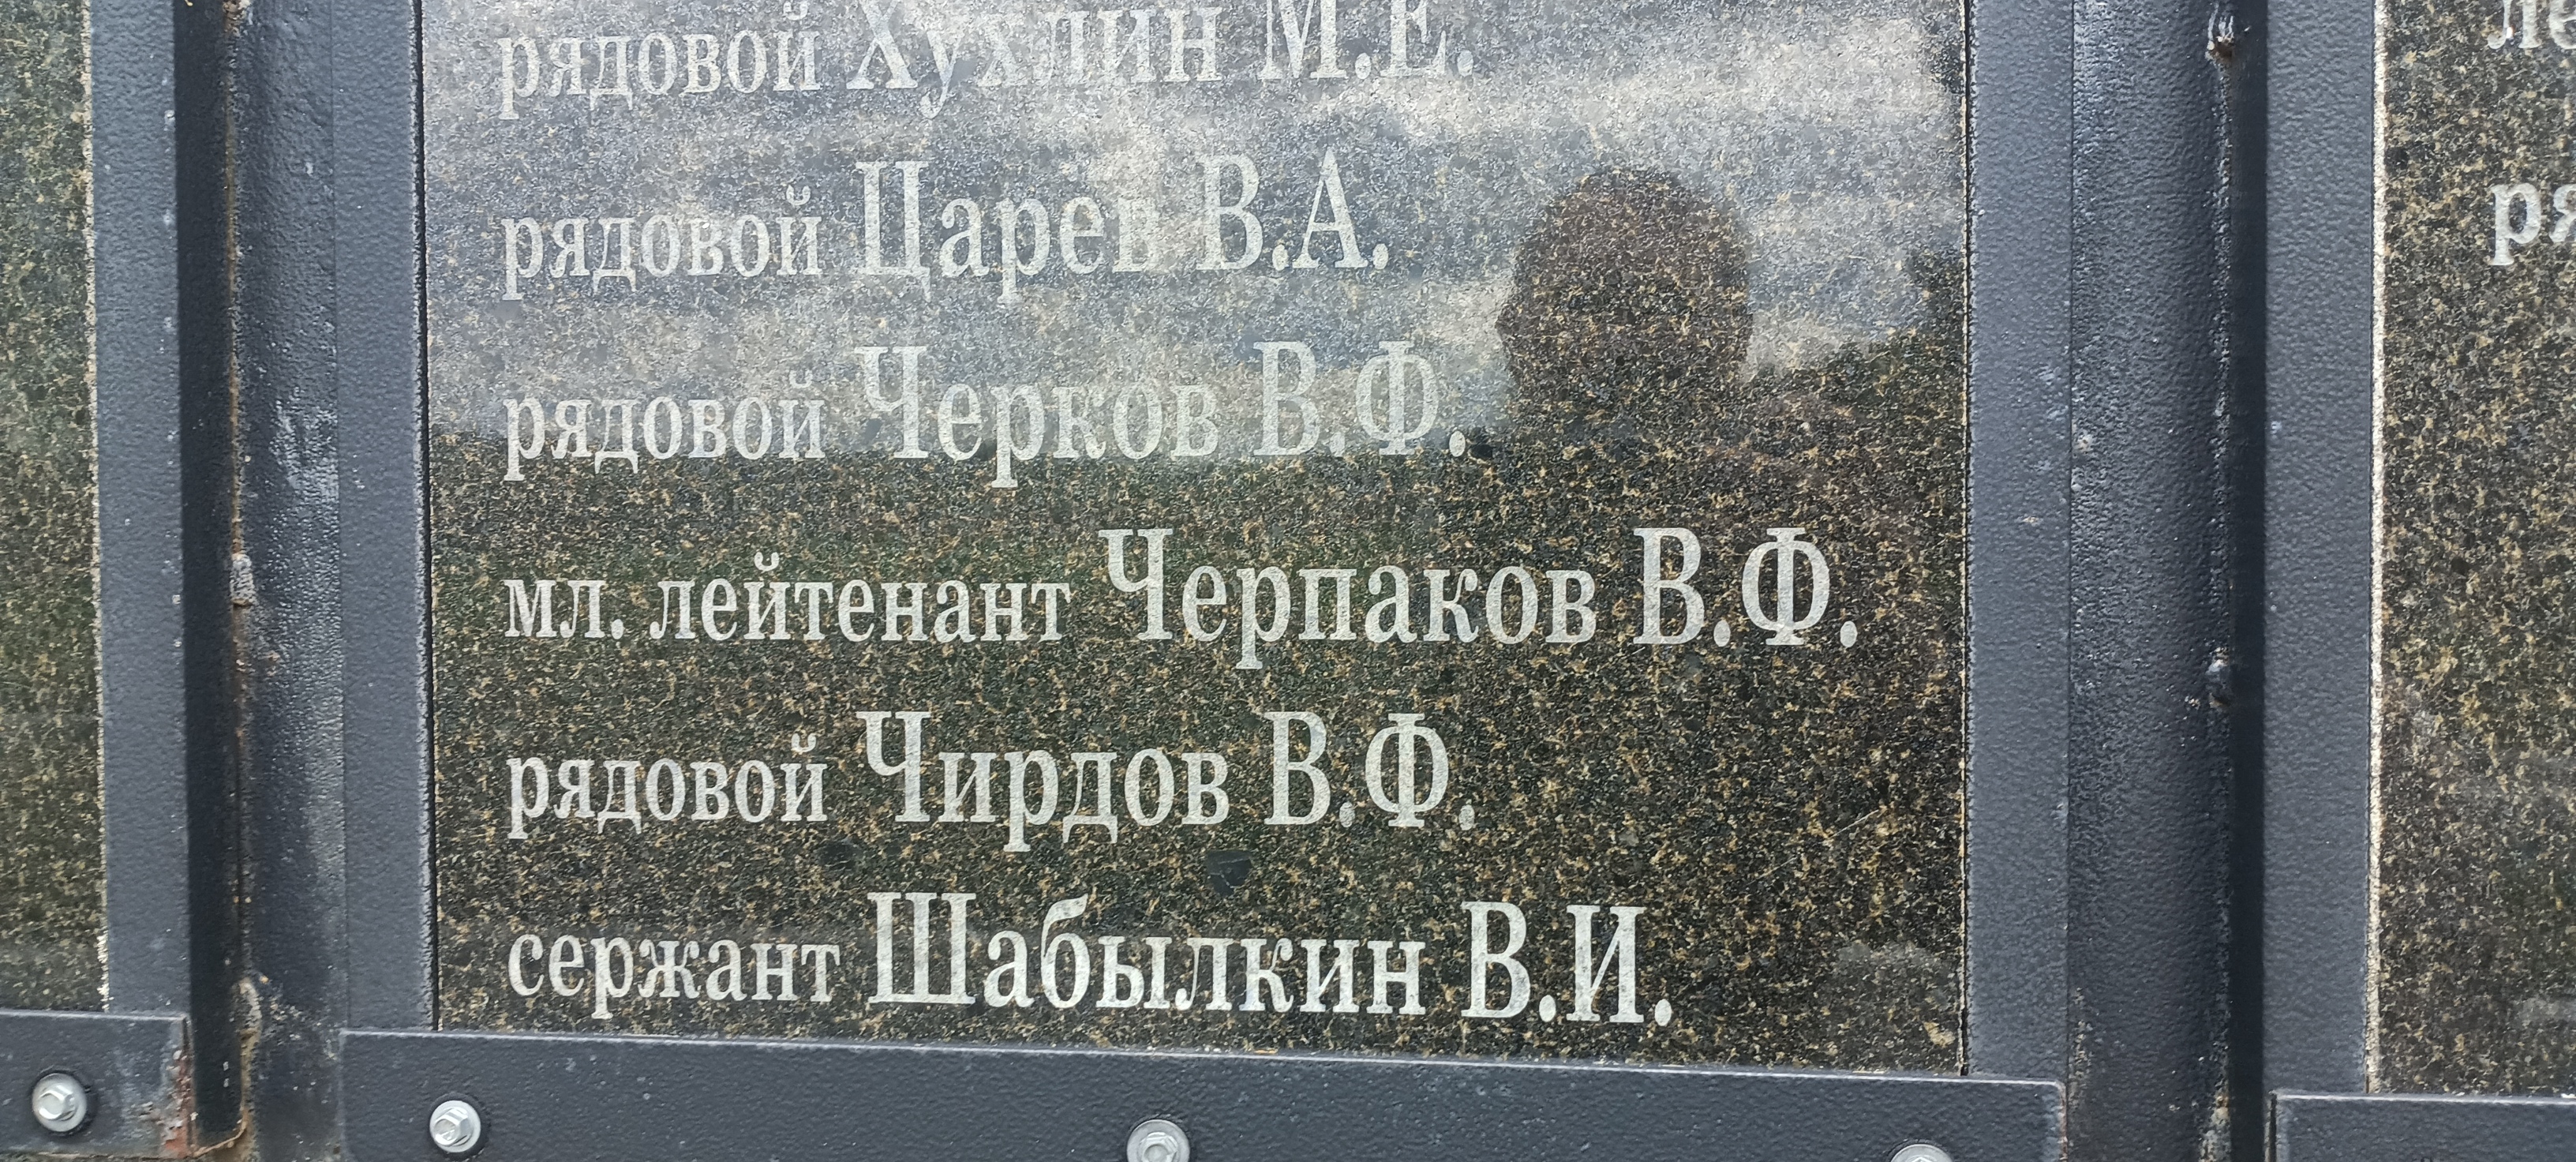 рядовой Хухлин М.Е.
рядовой Царев В.А.
рядовой Черков В.Ф.
мл. лейтенант Черпаков В.Ф.
рядовой Чирдов В.Ф.
сержант Шабылкин В.И.